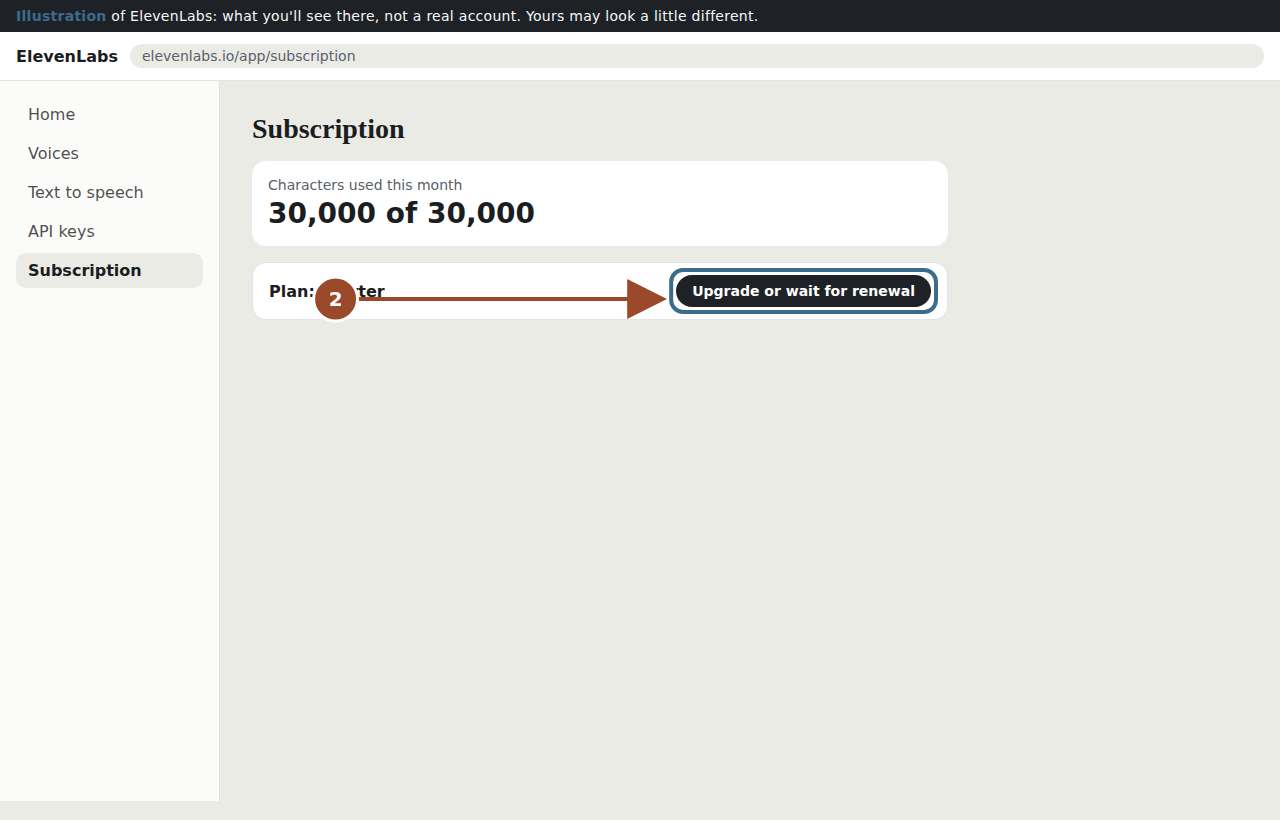 Illustration of ElevenLabs: what you'll see there, not a real account. Yours may look a little different.
ElevenLabs
elevenlabs.io/app/subscription
Home
Voices
Text to speech
API keys
Subscription
Subscription
Characters used this month
30,000 of 30,000
Plan:
2
Upgrade or wait for renewal